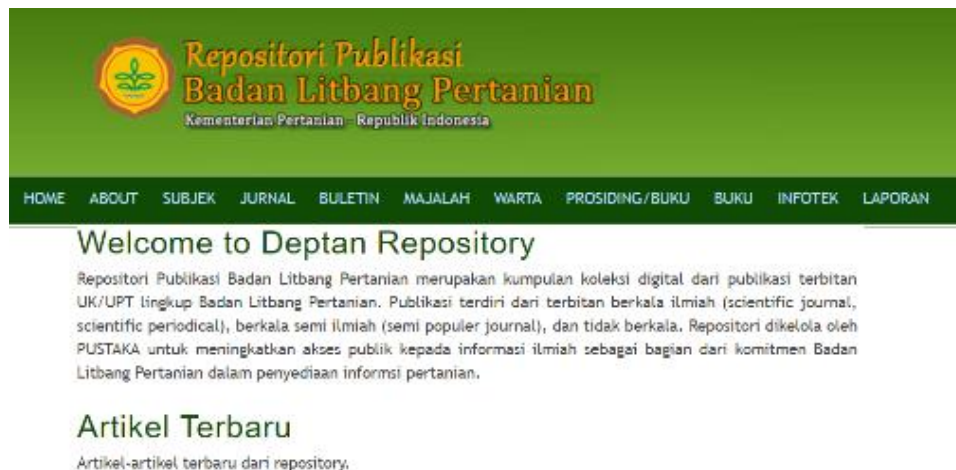 Repositori Publikasi
Badan Litbang Pertanian
Kementerian Pertanian - Republik Indonesia
HOME ABOUT SUBJEK JURNAL BULETIN MAJALAH WARTA PROSIDING/BUKU BUKU INFOTEK LAPORAN
Welcome to Deptan Repository
Repositori Publikasi Badan Litbang Pertanian merupakan kumpulan koleksi digital dari publikasi terbitan
UK/UPT lingkup Badan Litbang Pertanian. Publikasi terdiri dari terbitan berkala ilmiah (scientific journal,
scientific periodical), berkala semi ilmiah (semi populer journal), dan tidak berkala. Repositori dikelola oleh
PUSTAKA untuk meningkatkan akses publik kepada informasi ilmiah sebagai bagian dari komitmen Badan
Litbang Pertanian dalam penyediaan informsi pertanian.
Artikel Terbaru
Artikel-artikel terbaru dari repository.